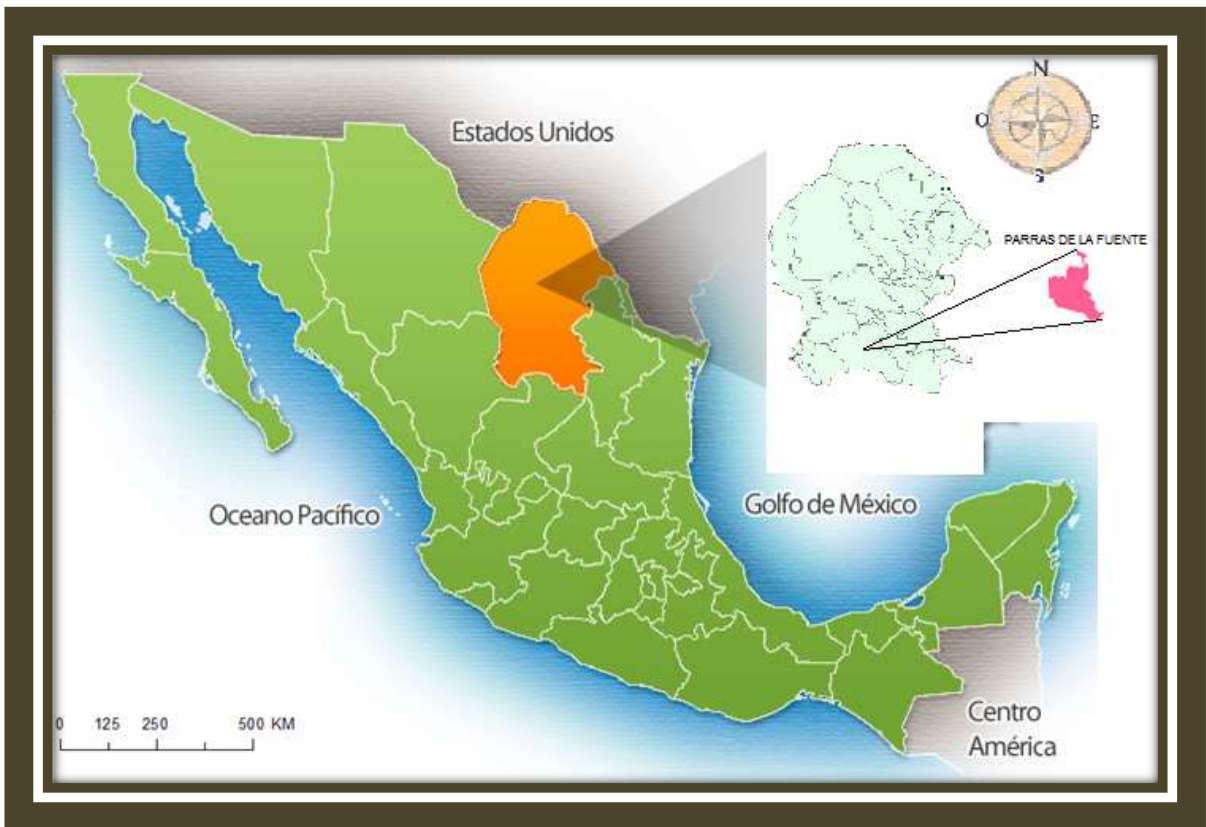 N
O
E
S
Estados Unidos
PARRAS DE LA FUENTE
Oceano Pacífico
Golfo de México
0 125 250 500 KM
Centro
América